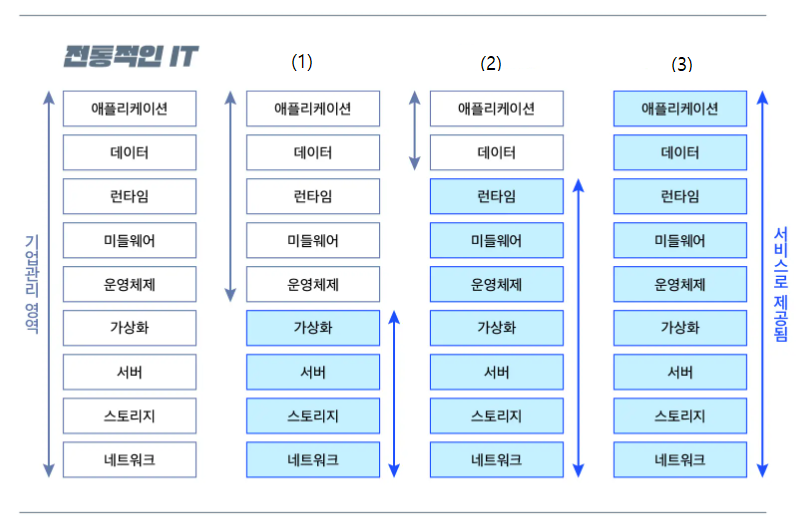 전통적인 IT
(1)
(2)
(3)
애플리케이션
애플리케이션
애플리케이션
애플리케이션
데이터
데이터
데이터
데이터
런타임
런타임
런타임
런타임
미들웨어
미들웨어
미들웨어
미들웨어
운영체제
운영체제
운영체제
운영체제
가상화
가상화
가상화
가상화
서버
서버
서버
서버
스토리지
스토리지
스토리지
스토리지
네트워크
네트워크
네트워크
네트워크
기업관리 영역
서비스로 제공됨